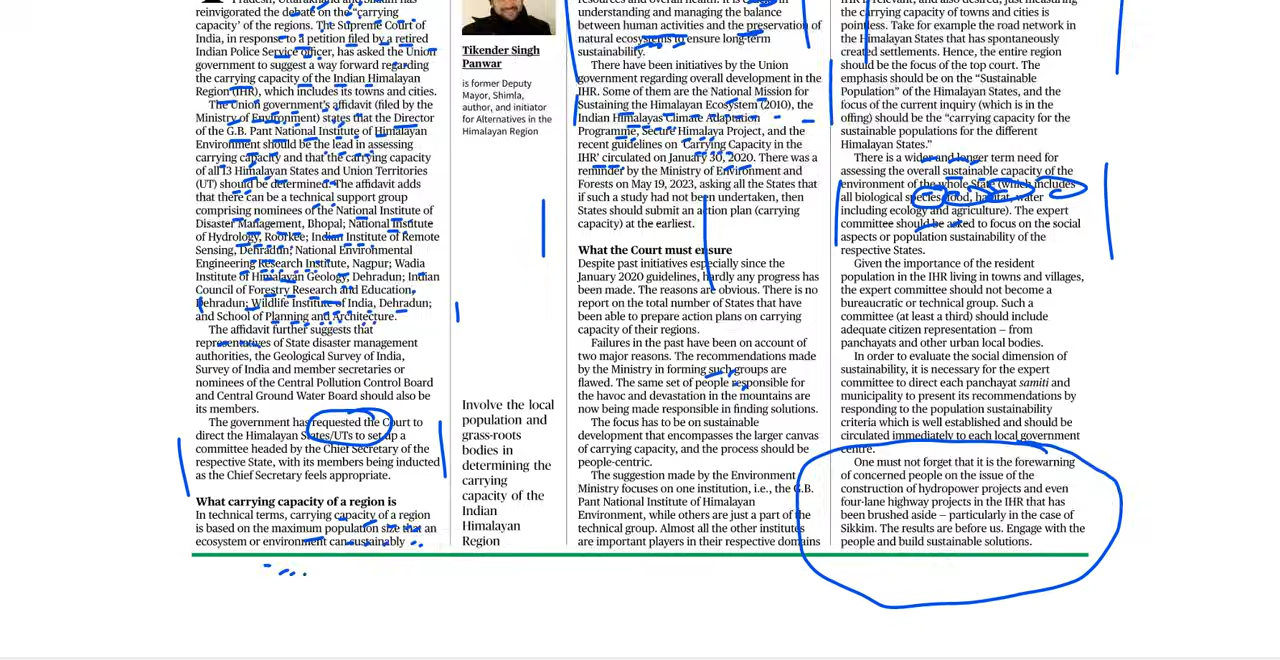 Pradesh, Uttarakhand and Sikkim has
reinvigorated the debate on the "carrying
capacity' of the regions. The Supreme Court of
India, in response to a petition filed by a retired
Indian Police Service officer, has asked the Union
government to suggest a way forward regarding
the carrying capacity of the Indian Himalayan
Region (IHR), which includes its towns and cities.
The Union government's affidavit (filed by the
Ministry of Environment) states that the Director
of the G.B. Pant National Institute of Himalayan
Environment should be the lead in assessing
carrying capacity and that the carrying capacity
of all 13 Himalayan States and Union Territories
(UT) should be determined. The affidavit adds
that there can be a technical support group
comprising nominees of the National Institute of
Disaster Management, Bhopal; National Institute
of Hydrology, Roorkee; Indian Institute of Remote
Sensing, Dehradun; National Environmental
Engineering Research Institute, Nagpur; Wadia
Institute of Himalayan Geology, Dehradun; Indian
Council of Forestry Research and Education,
Dehradun; Wildlife Institute of India, Dehradun;
and School of Planning and Architecture.
The affidavit further suggests that
representatives of State disaster management
authorities, the Geological Survey of India,
Survey of India and member secretaries or
nominees of the Central Pollution Control Board
and Central Ground Water Board should also be
its members.
The government has requested the Court to
direct the Himalayan States/UTs to set up a
committee headed by the Chief Secretary of the
respective State, with its members being inducted
as the Chief Secretary feels appropriate.
What carrying capacity of a region is
In technical terms, carrying capacity of a region
is based on the maximum population size that an
ecosystem or environment can sustainably
Tikender Singh
Panwar
is former Deputy
Mayor, Shimla,
author, and initiator
for Alternatives in the
Himalayan Region
Involve the local
population and
grass-roots
bodies in
determining the
carrying
capacity of the
Indian
Himalayan
Region
resources and overall health. It is
understanding and managing the balance
between human activities and the preservation of
natural ecosystems to ensure long-term
sustainability.
There have been initiatives by the Union
government regarding overall development in the
IHR. Some of them are the National Mission for
Sustaining the Himalayan Ecosystem (2010), the
Indian Himalayas Climate Adaptation
Programme, Secure Himalaya Project, and the
recent guidelines on 'Carrying Capacity in the
IHR' circulated on January 30, 2020. There was a
reminder by the Ministry of Environment and
Forests on May 19, 2023, asking all the States that
if such a study had not been undertaken, then
States should submit an action plan (carrying
capacity) at the earliest.
What the Court must ensure
Despite past initiatives especially since the
January 2020 guidelines, hardly any progress has
been made. The reasons are obvious. There is no
report on the total number of States that have
been able to prepare action plans on carrying
capacity of their regions.
Failures in the past have been on account of
two major reasons. The recommendations made
by the Ministry in forming such groups are
flawed. The same set of people responsible for
the havoc and devastation in the mountains are
now being made responsible in finding solutions.
The focus has to be on sustainable
development that encompasses the larger canvas
of carrying capacity, and the process should be
people-centric.
The suggestion made by the Environment
Ministry focuses on one institution, i.e., the G.B.
Pant National Institute of Himalayan
Environment, while others are just a part of the
technical group. Almost all the other institutes
are important players in their respective domains
IHR is relevant, and also desired, just measuring
the carrying capacity of towns and cities is
pointless. Take for example the road network in
the Himalayan States that has spontaneously
created settlements. Hence, the entire region
should be the focus of the top court. The
emphasis should be on the "Sustainable
Population" of the Himalayan States, and the
focus of the current inquiry (which is in the
offing) should be the "carrying capacity for the
sustainable populations for the different
Himalayan States."
There is a wider and longer term need for
assessing the overall sustainable capacity of the
environment of the whole State (which includes
all biological species, food, habitat, water
including ecology and agriculture). The expert
committee should be asked to focus on the social
aspects or population sustainability of the
respective States.
Given the importance of the resident
population in the IHR living in towns and villages,
the expert committee should not become a
bureaucratic or technical group. Such a
committee (at least a third) should include
adequate citizen representation – from
panchayats and other urban local bodies.
In order to evaluate the social dimension of
sustainability, it is necessary for the expert
committee to direct each panchayat samiti and
municipality to present its recommendations by
responding to the population sustainability
criteria which is well established and should be
circulated immediately to each local government
centre.
One must not forget that it is the forewarning
of concerned people on the issue of the
construction of hydropower projects and even
four-lane highway projects in the IHR that has
been brushed aside – particularly in the case of
Sikkim. The results are before us. Engage with the
people and build sustainable solutions.